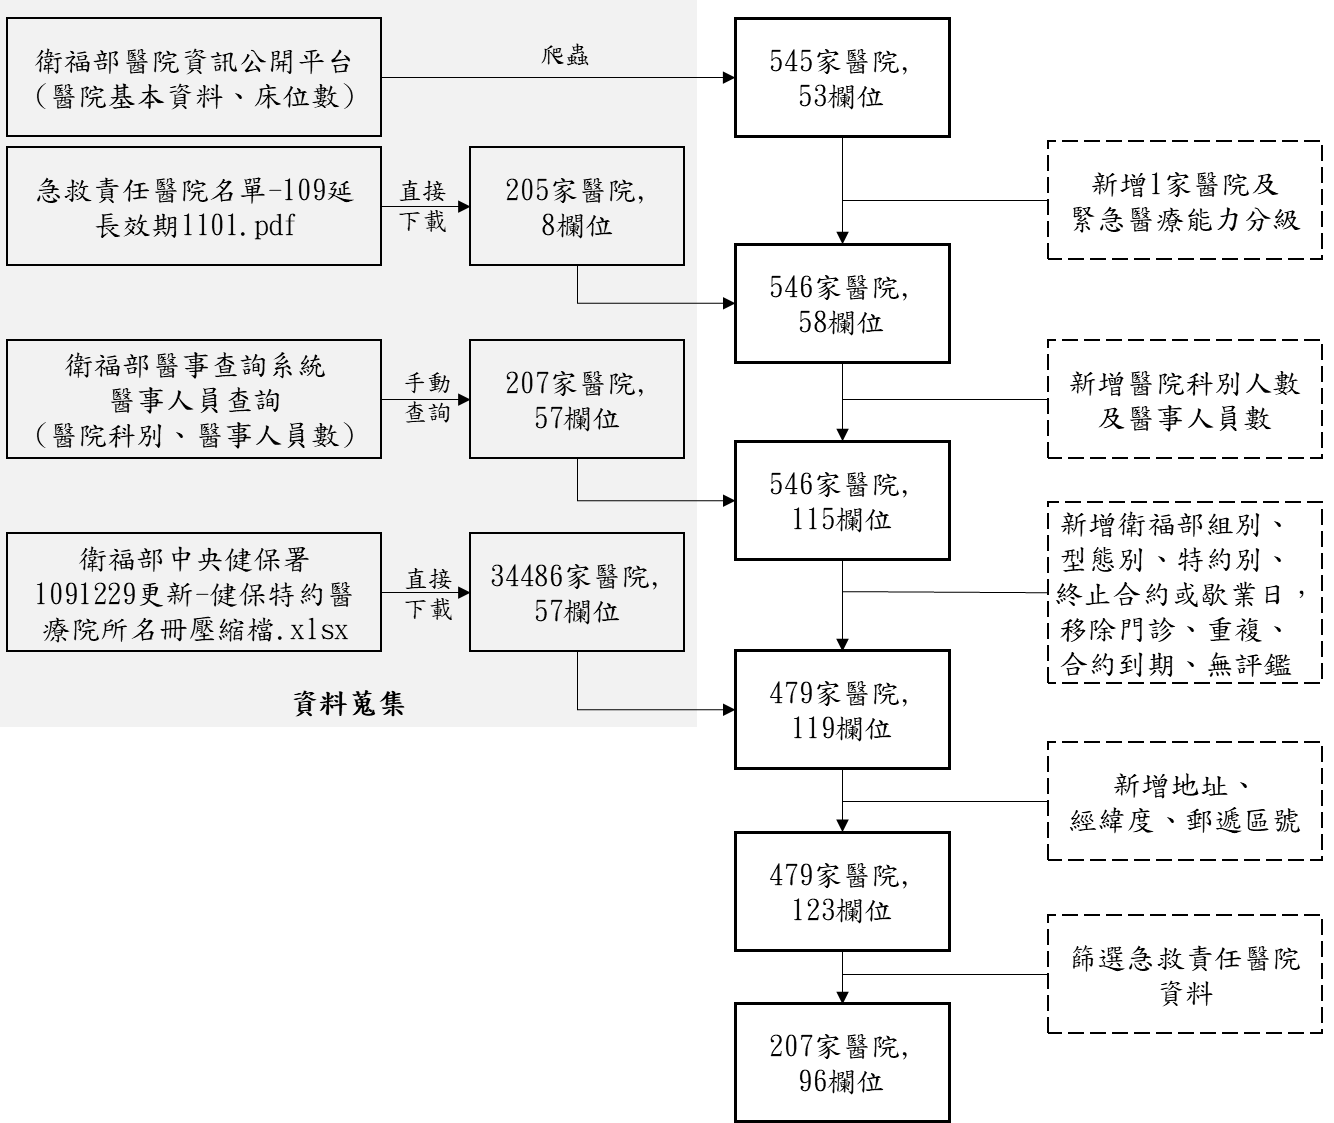 衛福部醫院資訊公開平台
(醫院基本資料、床位數)
爬蟲
545家醫院,
53欄位
新增1家醫院及
緊急醫療能力分級
急救責任醫院名單-109延
長效期1101.pdf
直接
下載
205家醫院,
8欄位
546家醫院,
58欄位
衛福部醫事查詢系統
醫事人員查詢
(醫院科別、醫事人員數)
手動
查詢
207家醫院,
57欄位
新增醫院科別人數
及醫事人員數
546家醫院,
115欄位
衛福部中央健保署
1091229更新-健保特約醫
療院所名冊壓縮檔.xlsx
直接
下載
34486家醫院,
57欄位
新增衛福部組別、
型態別、特約別、
終止合約或歇業日,
移除門診、重複、
合約到期、無評鑑
資料蒐集
479家醫院,
119欄位
新增地址、
經緯度、郵遞區號
479家醫院,
123欄位
篩選急救責任醫院
資料
207家醫院,
96欄位